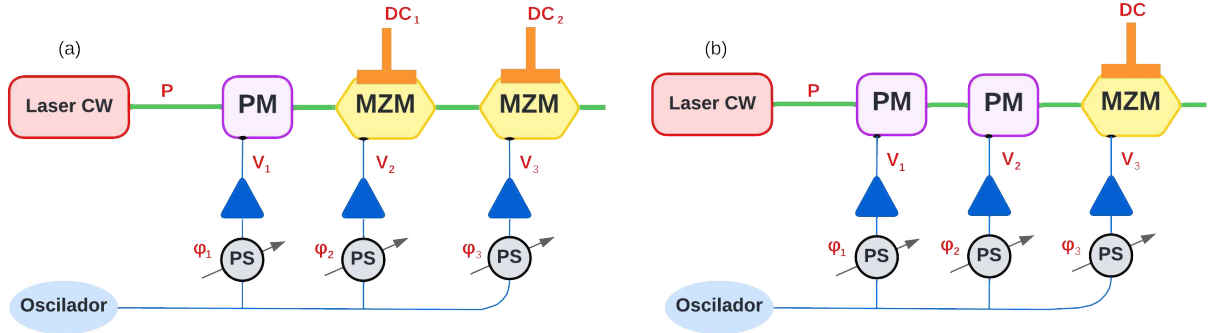 (a)
DC₁
DC₂
Laser CW
P
PM
MZM
MZM
V₁
V₂
V₃
φ₁
PS
φ₂
PS
φ₃
PS
Oscilador
(b)
DC
Laser CW
P
PM
PM
MZM
V₁
V₂
V₃
φ₁
PS
φ₂
PS
φ₃
PS
Oscilador